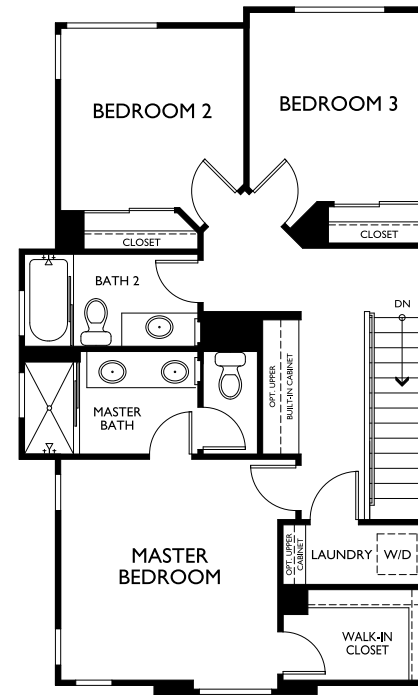 BEDROOM 2
BEDROOM 3
CLOSET
CLOSET
BATH 2
DN
OPT. UPPER
BUILT-IN CABINET
MASTER
BATH
MASTER
BEDROOM
OPT. UPPER
CABINET
LAUNDRY
W/D
WALK-IN
CLOSET